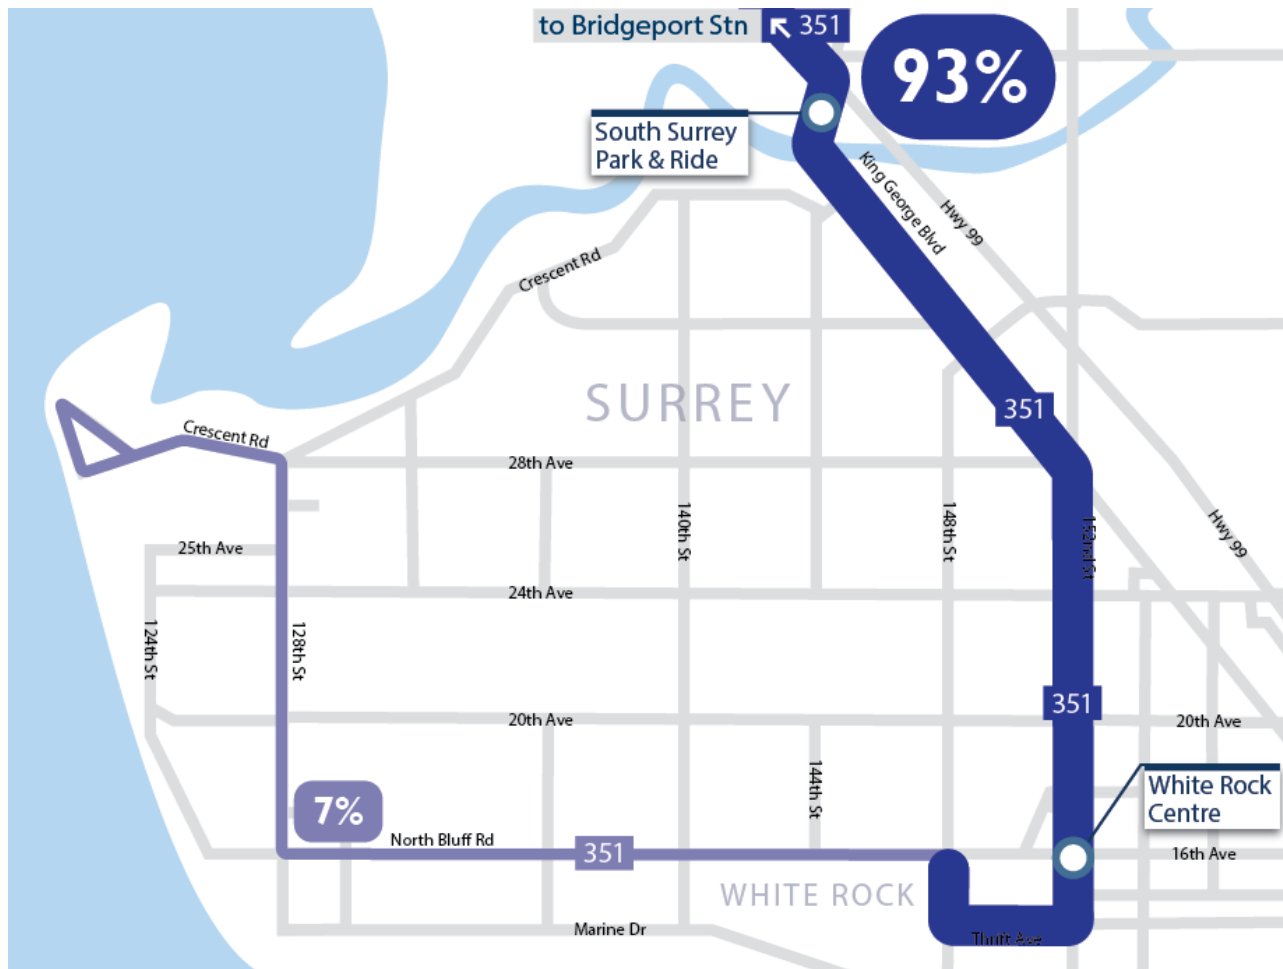 to Bridgeport Stn
351
93%
South Surrey
Park & Ride
King George Blvd
Hwy 99
Crescent Rd
SURREY
351
Crescent Rd
28th Ave
140th St
148th St
152nd St
Hwy 99
25th Ave
24th Ave
124th St
128th St
351
20th Ave
20th Ave
144th St
White Rock
Centre
7%
North Bluff Rd
351
16th Ave
WHITE ROCK
Marine Dr
Thrift Ave